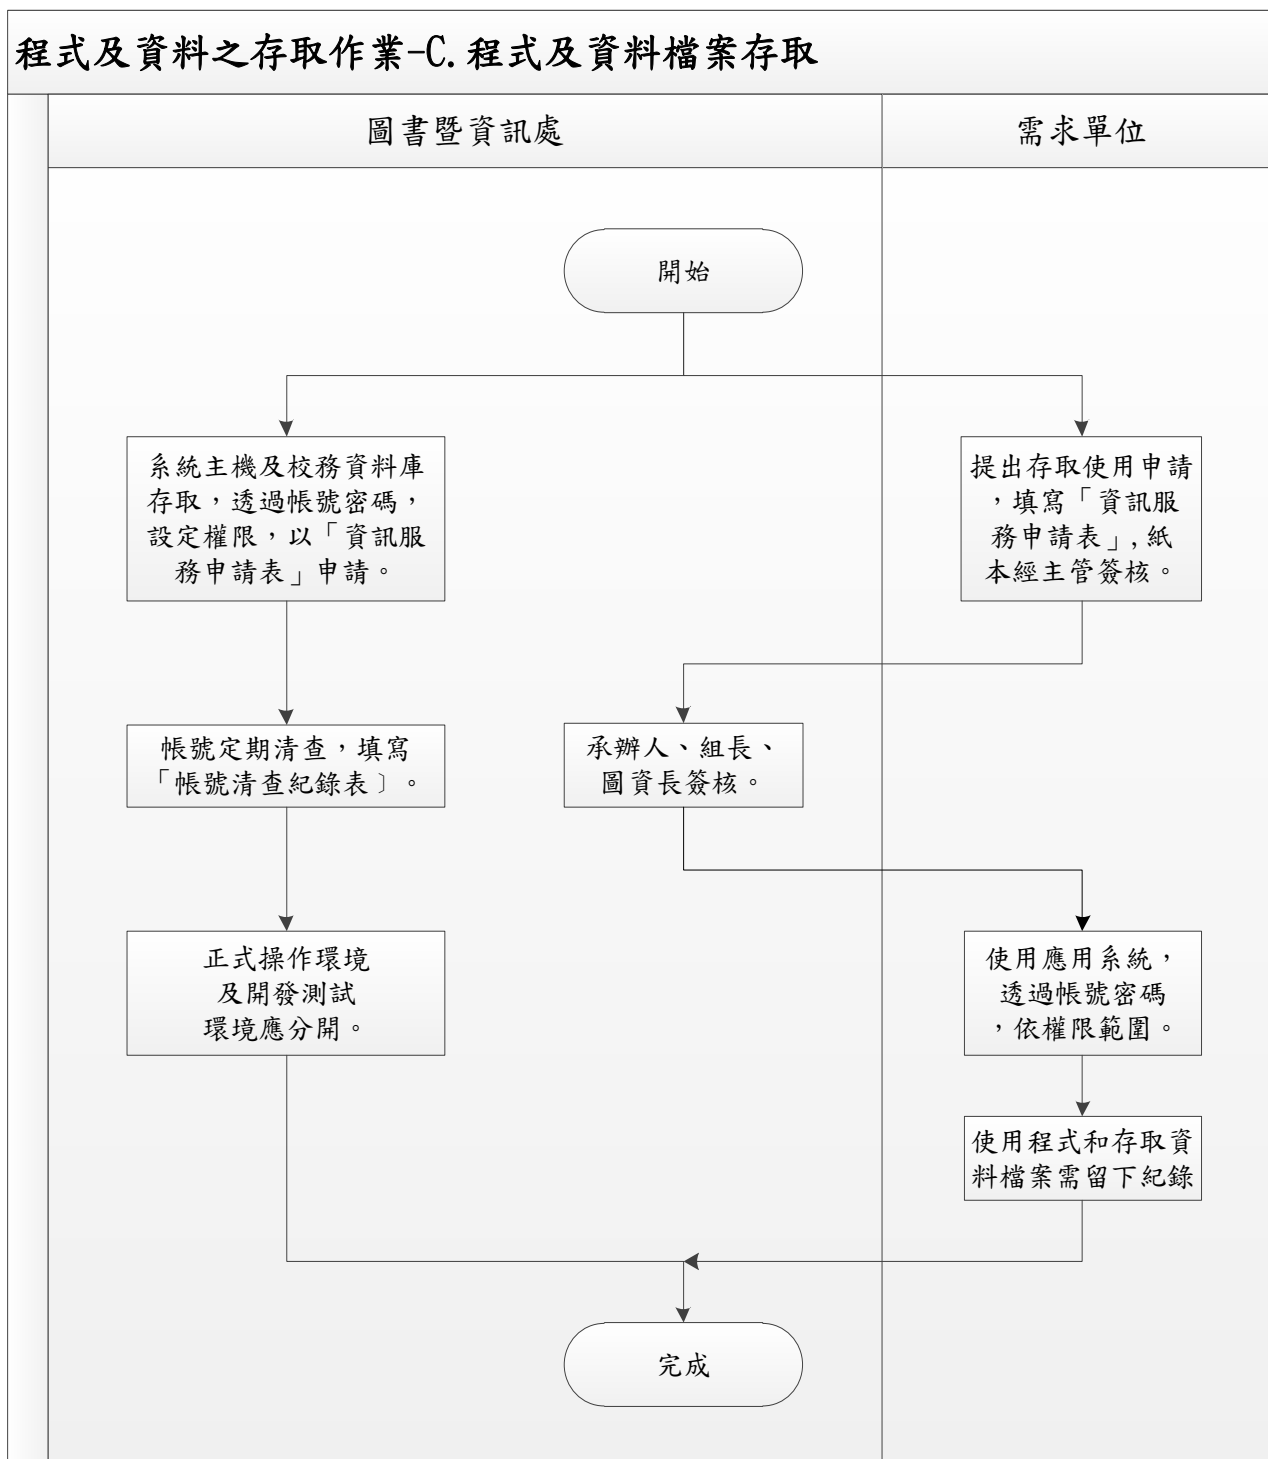 程式及資料之存取作業-C.程式及資料檔案存取
圖書暨資訊處
需求單位
開始
系統主機及校務資料庫
存取，透過帳號密碼，
設定權限，以「資訊服
務申請表」申請。
提出存取使用申請
，填寫「資訊服
務申請表」,紙
本經主管簽核。
帳號定期清查，填寫
「帳號清查紀錄表〕。
承辦人、組長、
圖資長簽核。
正式操作環境
及開發測試
環境應分開。
使用應用系統，
透過帳號密碼
，依權限範圍。
使用程式和存取資
料檔案需留下紀錄
完成